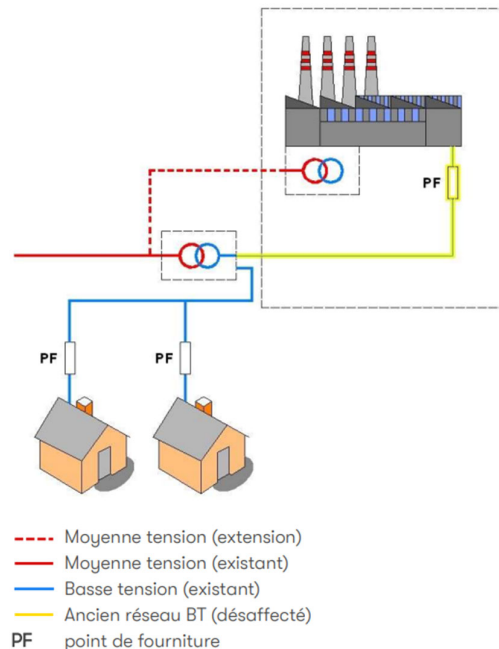 PF
PF
PF
Moyenne tension (extension)
Moyenne tension (existant)
Basse tension (existant)
Ancien réseau BT (désaffecté)
PF point de fourniture